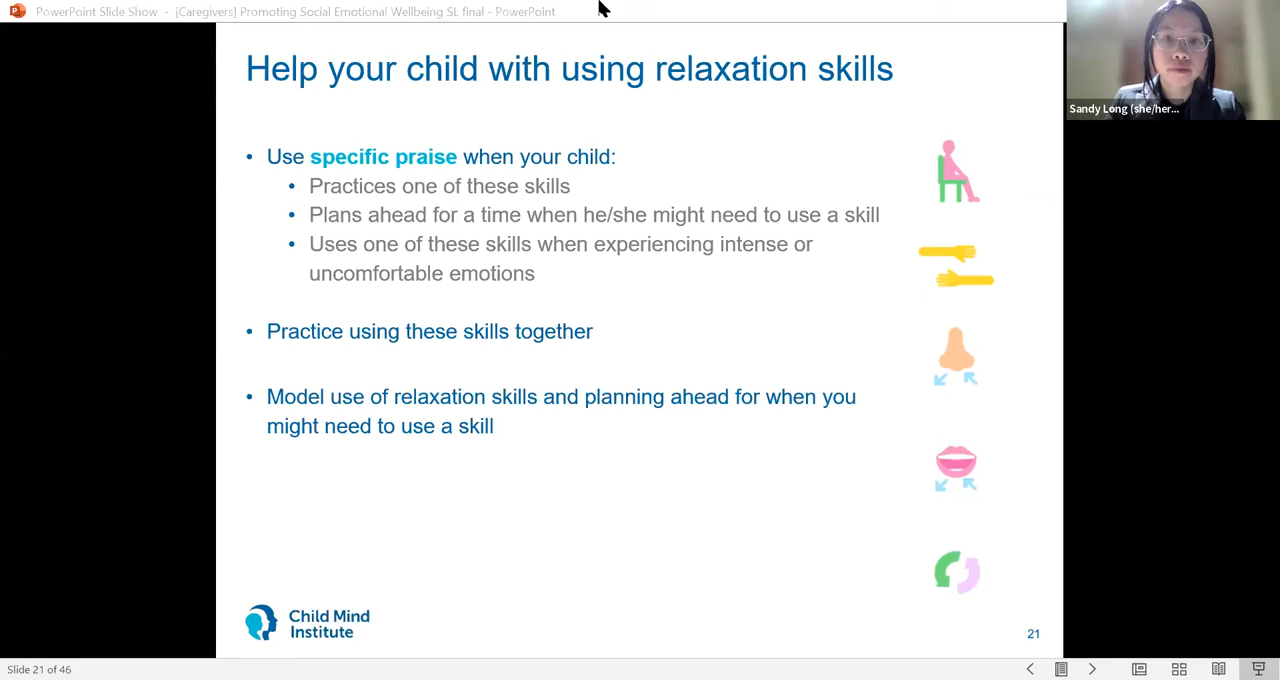 PowerPoint Slide Show - [Caregivers] Promoting Social Emotional Wellbeing SL final - PowerPoint
Help your child with using relaxation skills
Sandy Long (she/her...
• Use specific praise when your child:
• Practices one of these skills
• Plans ahead for a time when he/she might need to use a skill
• Uses one of these skills when experiencing intense or
uncomfortable emotions
• Practice using these skills together
• Model use of relaxation skills and planning ahead for when you
might need to use a skill
Child Mind
Institute
21
Slide 21 of 46